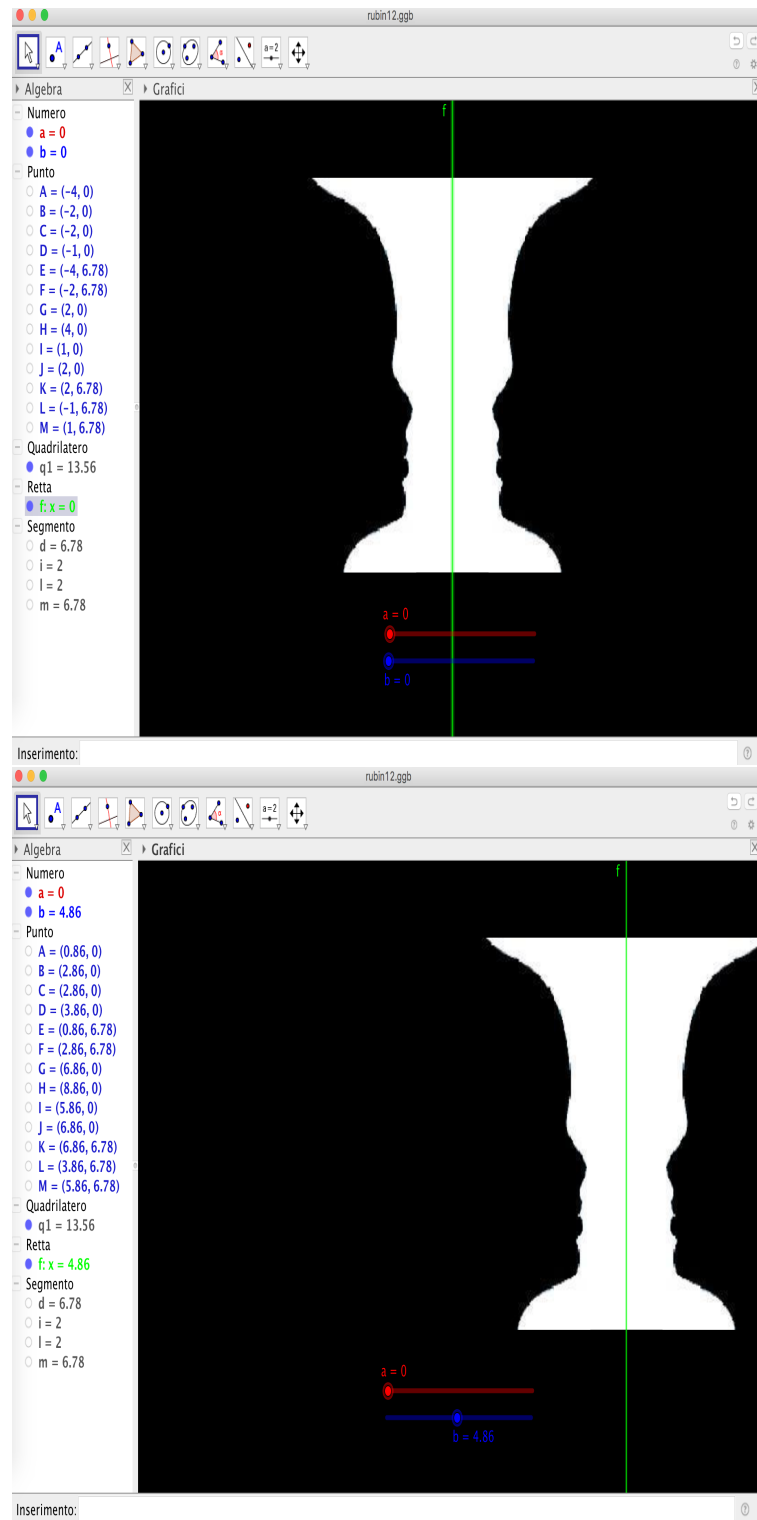 rubin12.ggb
A
a=2
Algebra
Grafici
Numero
a = 0
b = 0
Punto
A = (−4, 0)
B = (−2, 0)
C = (−2, 0)
D = (−1, 0)
E = (−4, 6.78)
F = (−2, 6.78)
G = (2, 0)
H = (4, 0)
I = (1, 0)
J = (2, 0)
K = (2, 6.78)
L = (−1, 6.78)
M = (1, 6.78)
Quadrilatero
q1 = 13.56
Retta
f: x = 0
Segmento
d = 6.78
i = 2
l = 2
m = 6.78
f
a = 0
b = 0
Inserimento:
rubin12.ggb
A
a=2
Algebra
Grafici
Numero
a = 0
b = 4.86
Punto
A = (0.86, 0)
B = (2.86, 0)
C = (2.86, 0)
D = (3.86, 0)
E = (0.86, 6.78)
F = (2.86, 6.78)
G = (6.86, 0)
H = (8.86, 0)
I = (5.86, 0)
J = (6.86, 0)
K = (6.86, 6.78)
L = (3.86, 6.78)
M = (5.86, 6.78)
Quadrilatero
q1 = 13.56
Retta
f: x = 4.86
Segmento
d = 6.78
i = 2
l = 2
m = 6.78
f
a = 0
b = 4.86
Inserimento: